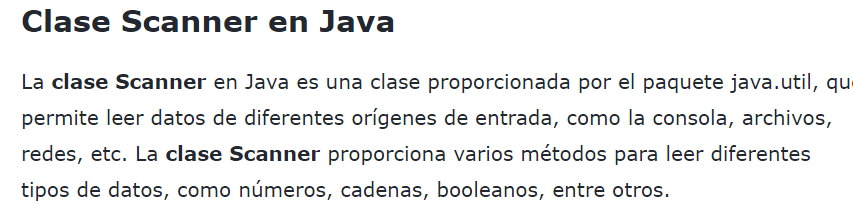 Clase Scanner en Java
La clase Scanner en Java es una clase proporcionada por el paquete java.util,
permite leer datos de diferentes orígenes de entrada, como la consola, archivos,
redes, etc. La clase Scanner proporciona varios métodos para leer diferentes
tipos de datos, como números, cadenas, booleanos, entre otros.